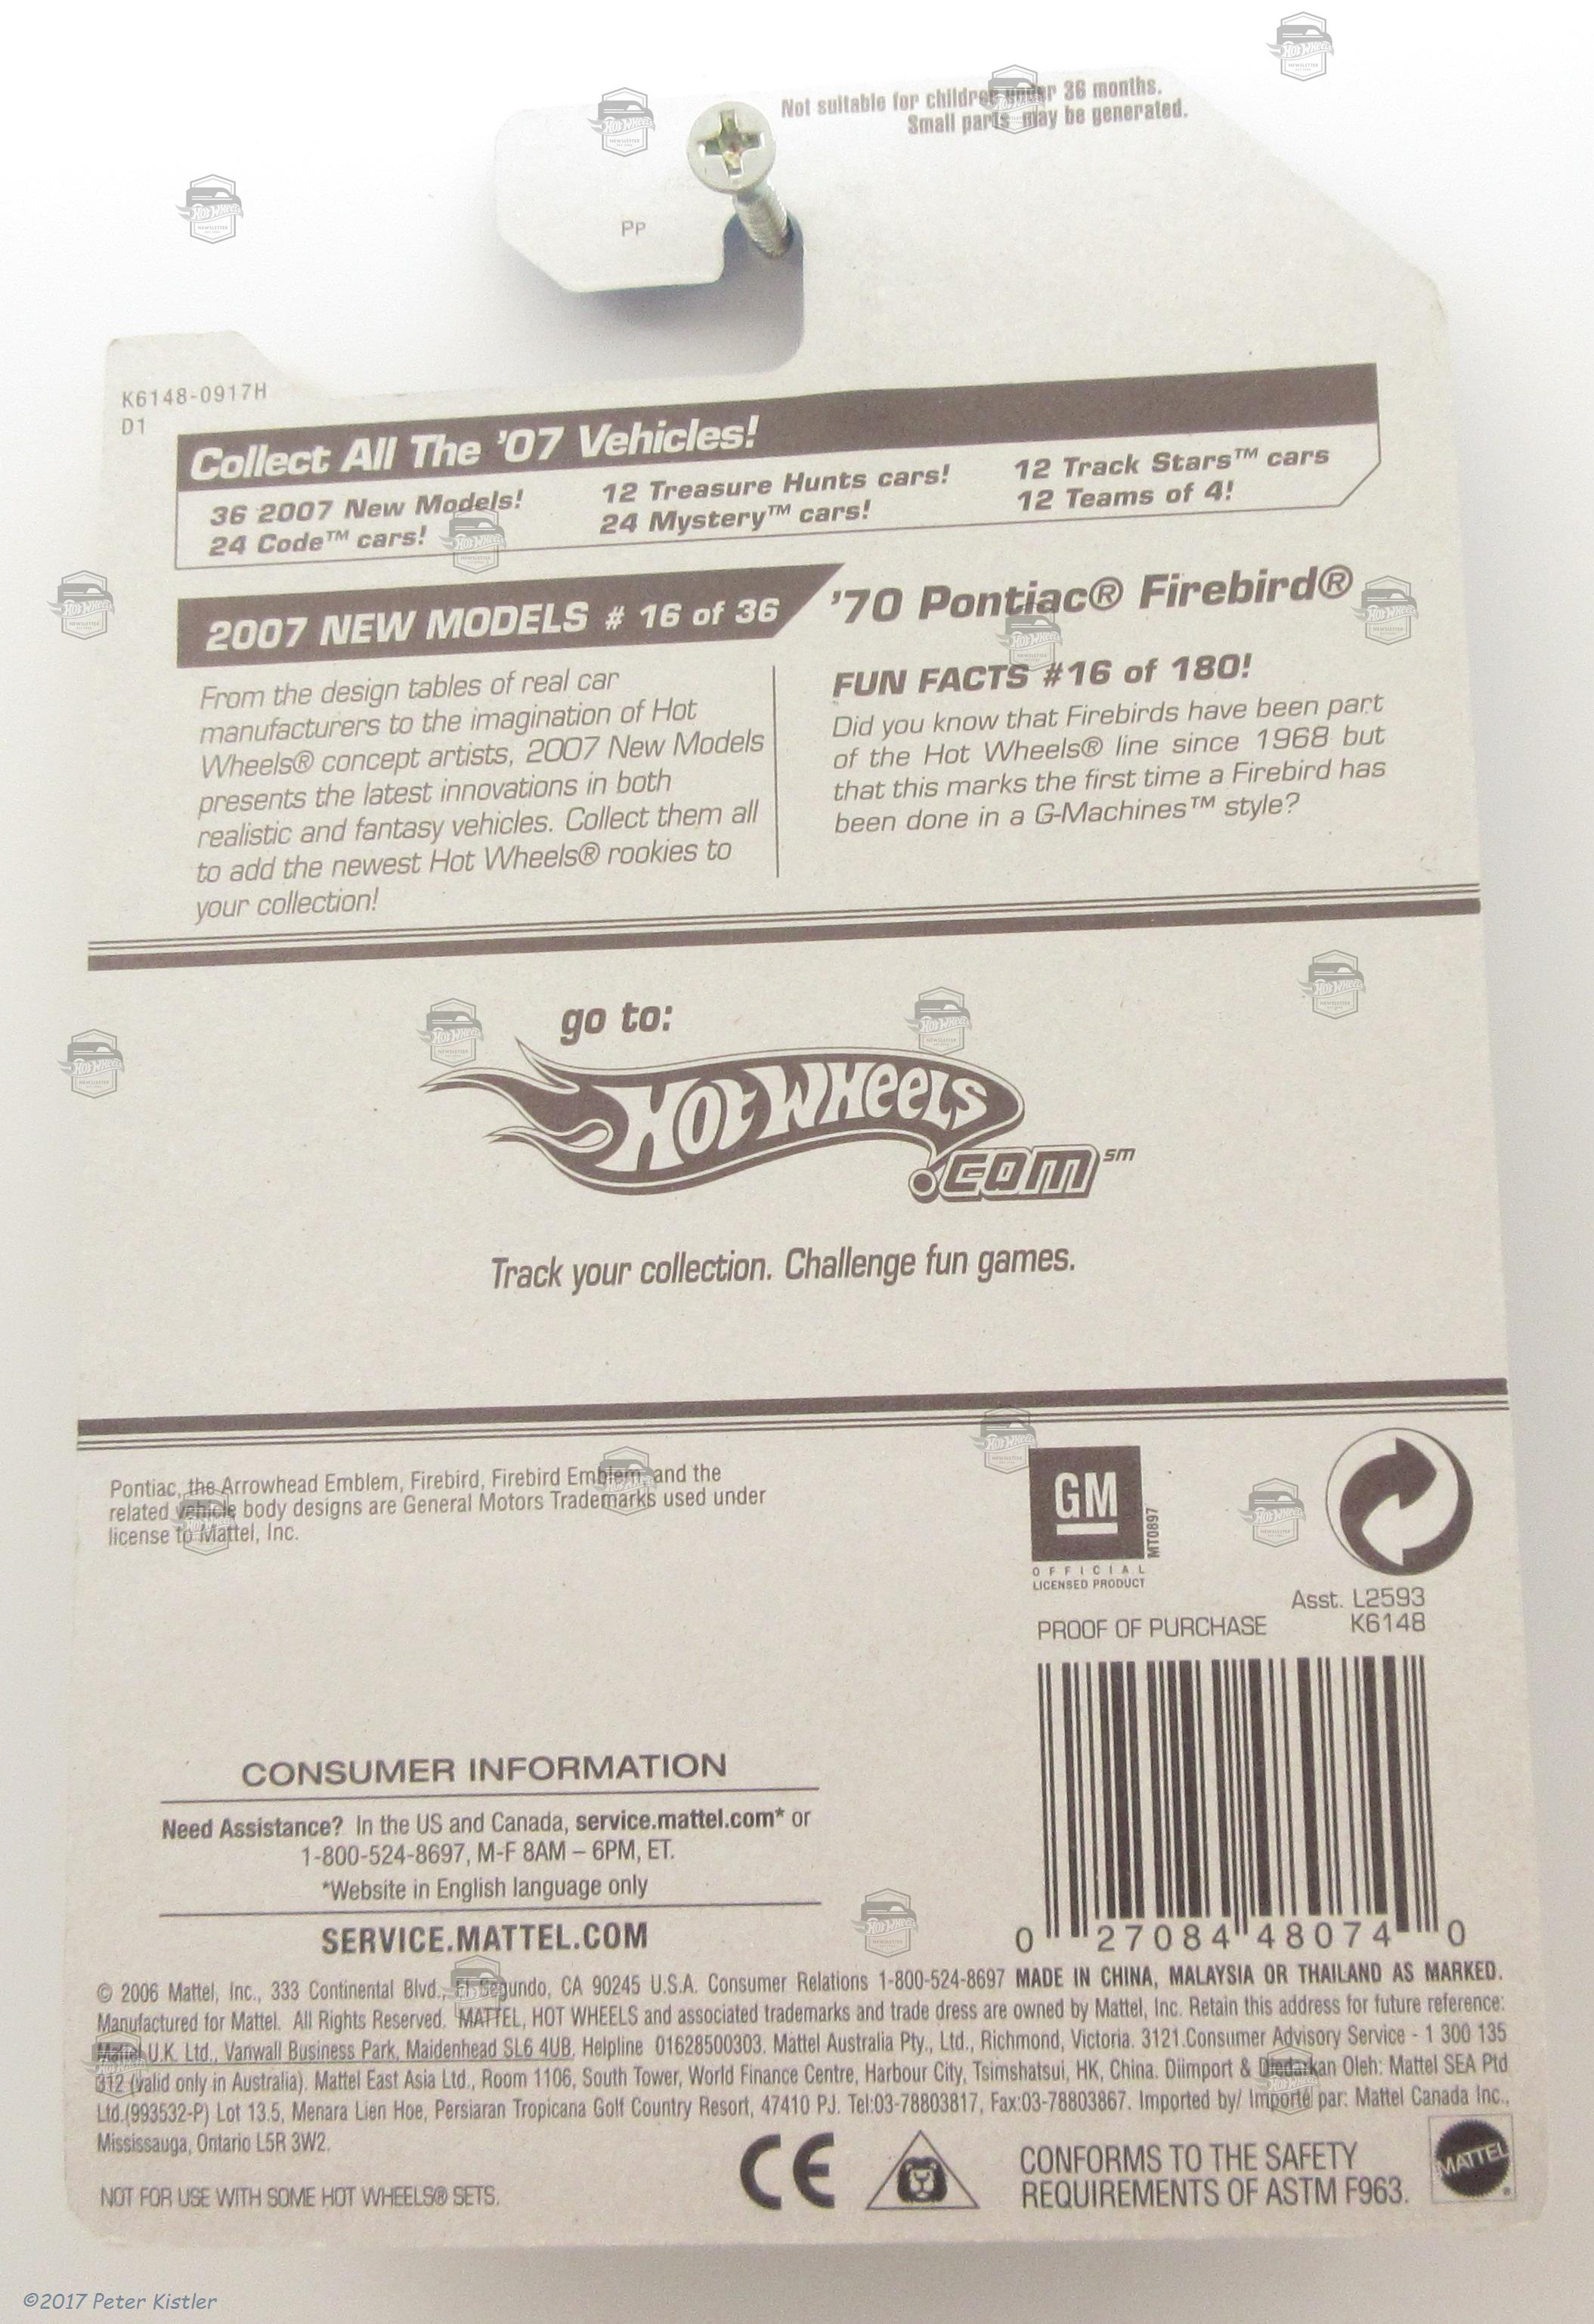 Not suitable for children under 36 months.
Small parts may be generated.
PP
K6148-0917H
D1
Collect All The '07 Vehicles!
36 2007 New Models!
24 Code™ cars!
12 Treasure Hunts cars!
24 Mystery™ cars!
12 Track Stars™ cars
12 Teams of 4!
2007 NEW MODELS # 16 of 36
From the design tables of real car
manufacturers to the imagination of Hot
Wheels® concept artists, 2007 New Models
presents the latest innovations in both
realistic and fantasy vehicles. Collect them all
to add the newest Hot Wheels® rookies to
your collection!
'70 Pontiac® Firebird®
FUN FACTS #16 of 180!
Did you know that Firebirds have been part
of the Hot Wheels® line since 1968 but
that this marks the first time a Firebird has
been done in a G-Machines™ style?
go to:
HOT WHEELS
.com sm
Track your collection. Challenge fun games.
Pontiac, the Arrowhead Emblem, Firebird, Firebird Emblem, and the
related vehicle body designs are General Motors Trademarks used under
license to Mattel, Inc.
GM
MT0897
OFFICIAL
LICENSED PRODUCT
Asst. L2593
K6148
PROOF OF PURCHASE
0 27084 48074 0
CONSUMER INFORMATION
Need Assistance? In the US and Canada, service.mattel.com* or
1-800-524-8697, M-F 8AM – 6PM, ET.
*Website in English language only
SERVICE.MATTEL.COM
© 2006 Mattel, Inc., 333 Continental Blvd., El Segundo, CA 90245 U.S.A. Consumer Relations 1-800-524-8697 MADE IN CHINA, MALAYSIA OR THAILAND AS MARKED.
Manufactured for Mattel. All Rights Reserved. MATTEL, HOT WHEELS and associated trademarks and trade dress are owned by Mattel, Inc. Retain this address for future reference:
Mattel U.K. Ltd., Vanwall Business Park, Maidenhead SL6 4UB, Helpline 01628500303. Mattel Australia Pty., Ltd., Richmond, Victoria. 3121.Consumer Advisory Service - 1 300 135
312 (valid only in Australia). Mattel East Asia Ltd., Room 1106, South Tower, World Finance Centre, Harbour City, Tsimshatsui, HK, China. Diimport & Diedarkan Oleh: Mattel SEA Ptd
Ltd.(993532-P) Lot 13.5, Menara Lien Hoe, Persiaran Tropicana Golf Country Resort, 47410 PJ. Tel:03-78803817, Fax:03-78803867. Imported by/ Importé par: Mattel Canada Inc.,
Mississauga, Ontario L5R 3W2.
NOT FOR USE WITH SOME HOT WHEELS® SETS.
CE
CONFORMS TO THE SAFETY
REQUIREMENTS OF ASTM F963.
MATTEL®
©2017 Peter Kistler